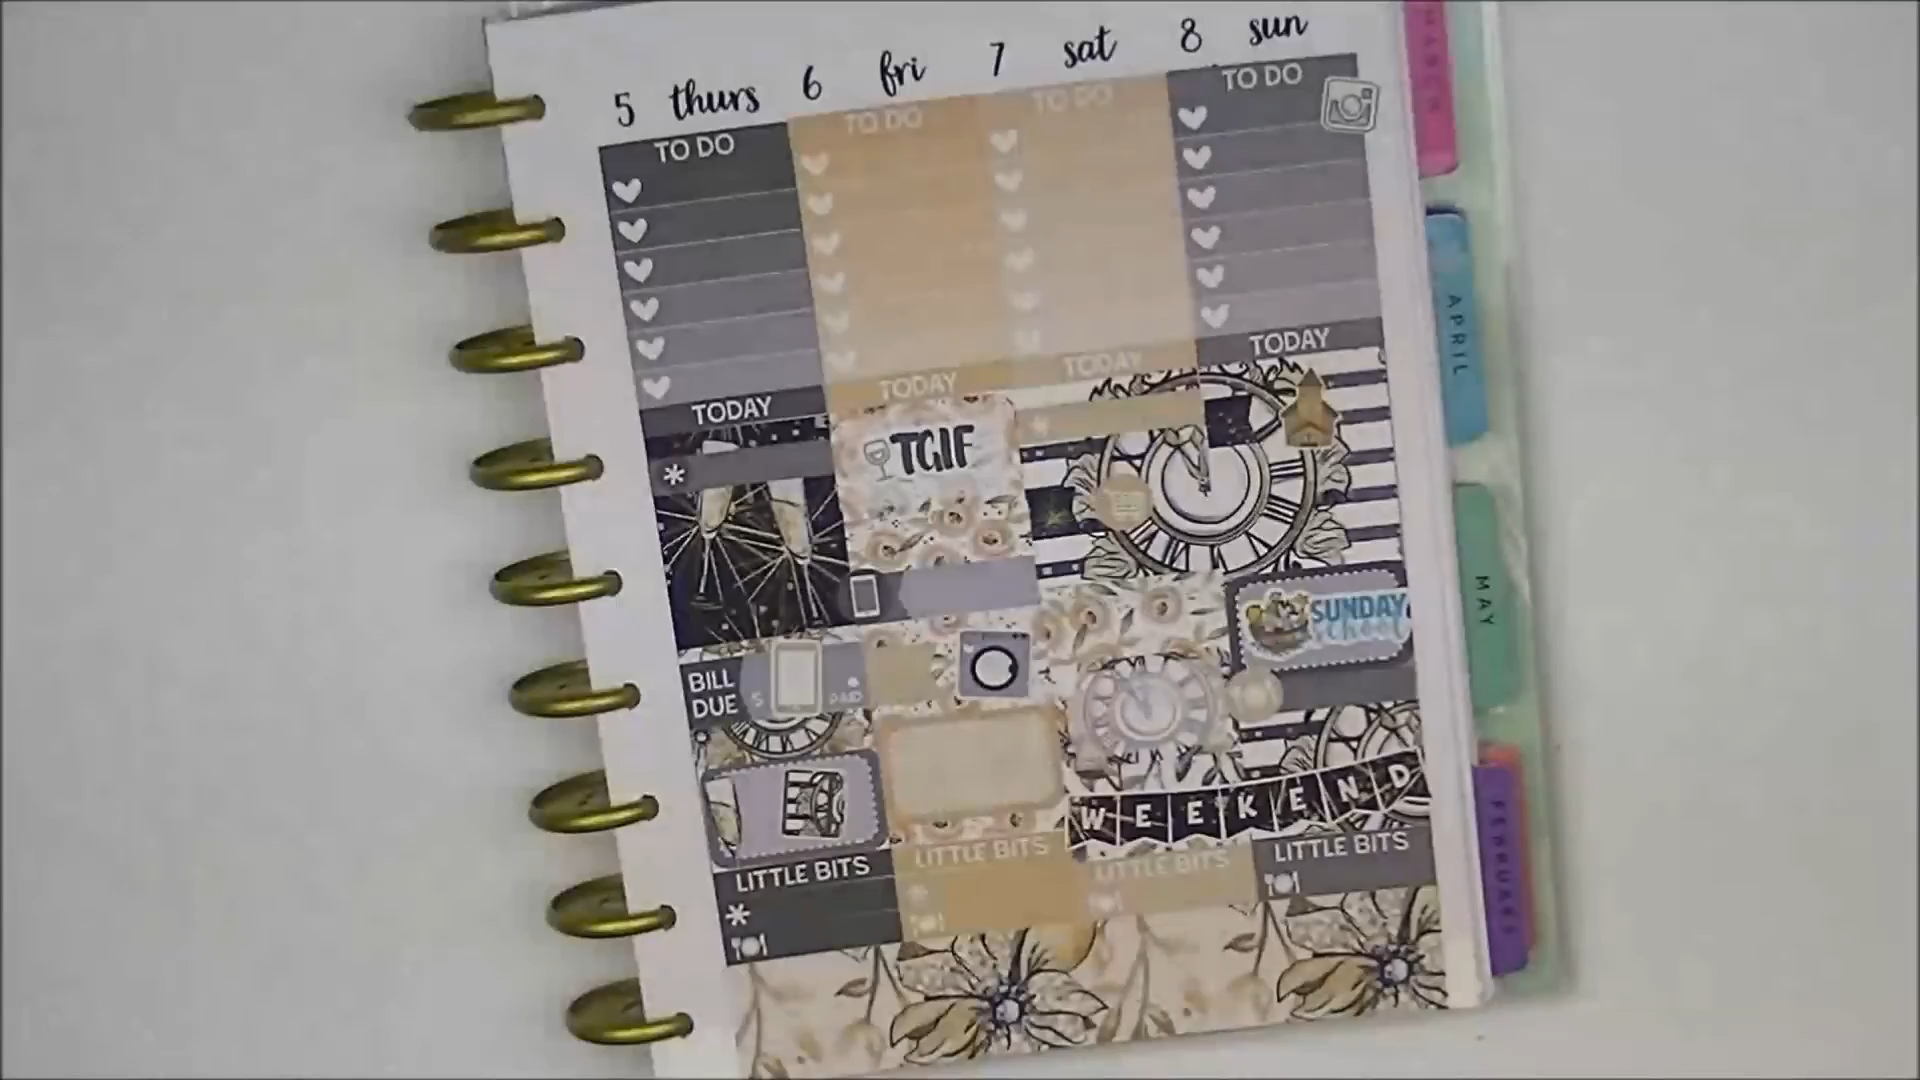 5 thurs 6 fri 7 sat 8 sun
TO DO TO DO TO DO TO DO
TODAY TODAY TODAY TODAY
TGIF
SUNDAY
school
BILL
DUE $ PAID
WEEKEND
LITTLE BITS LITTLE BITS LITTLE BITS LITTLE BITS
MARCH
APRIL
MAY
FEBRUARY